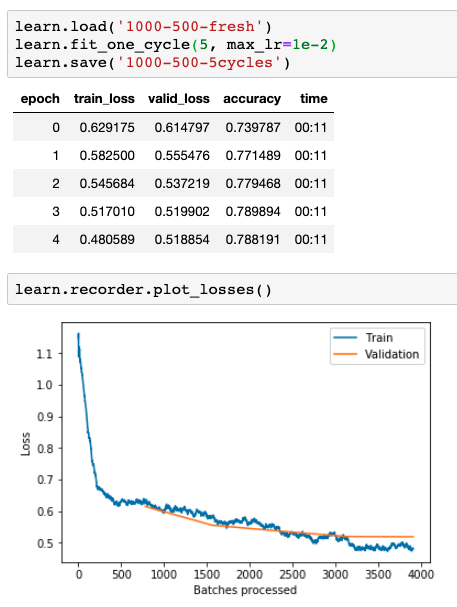 learn.load('1000-500-fresh')
learn.fit_one_cycle(5, max_lr=1e-2)
learn.save('1000-500-5cycles')
epoch train_loss valid_loss accuracy time
0 0.629175 0.614797 0.739787 00:11
1 0.582500 0.555476 0.771489 00:11
2 0.545684 0.537219 0.779468 00:11
3 0.517010 0.519902 0.789894 00:11
4 0.480589 0.518854 0.788191 00:11
learn.recorder.plot_losses()
Train
Validation
1.1
1.0
0.9
0.8
0.7
0.6
0.5
Loss
0 500 1000 1500 2000 2500 3000 3500 4000
Batches processed